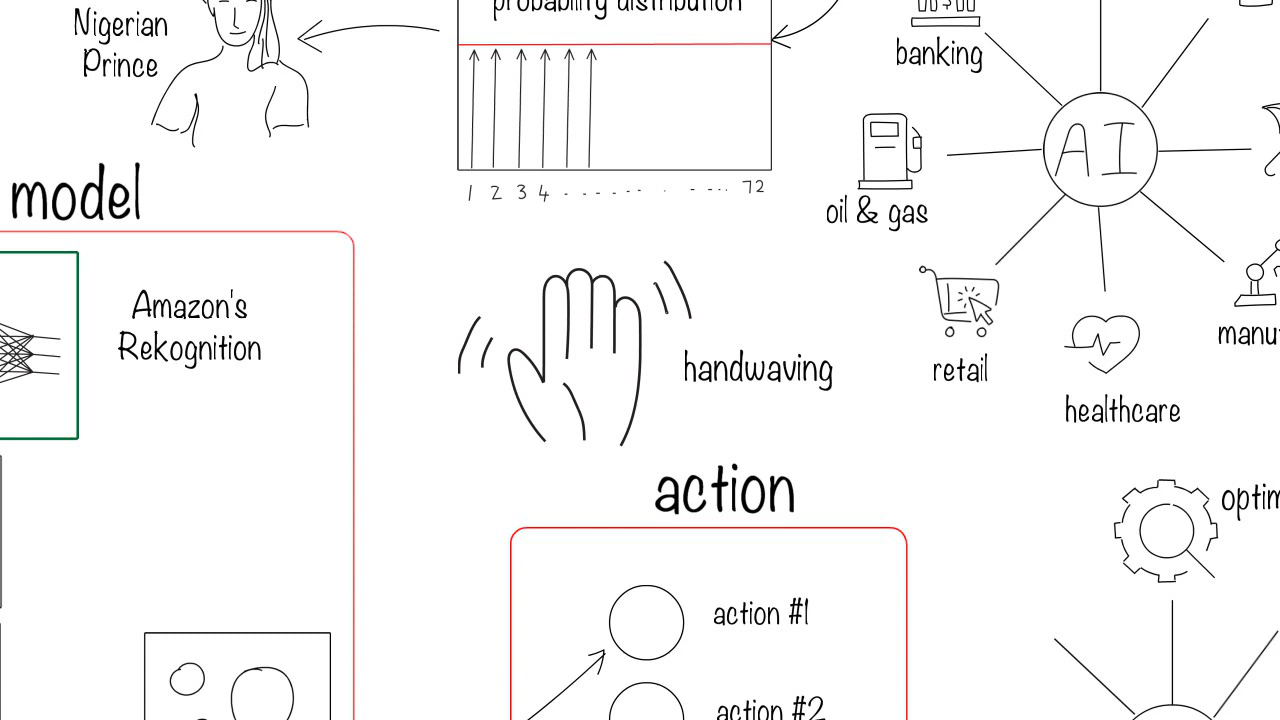 Nigerian
Prince
probability distribution
1 2 3 4 - - - - - - - - - - - 72
banking
AI
oil & gas
model
Amazon's
Rekognition
handwaving
retail
healthcare
action
action #1
action #2